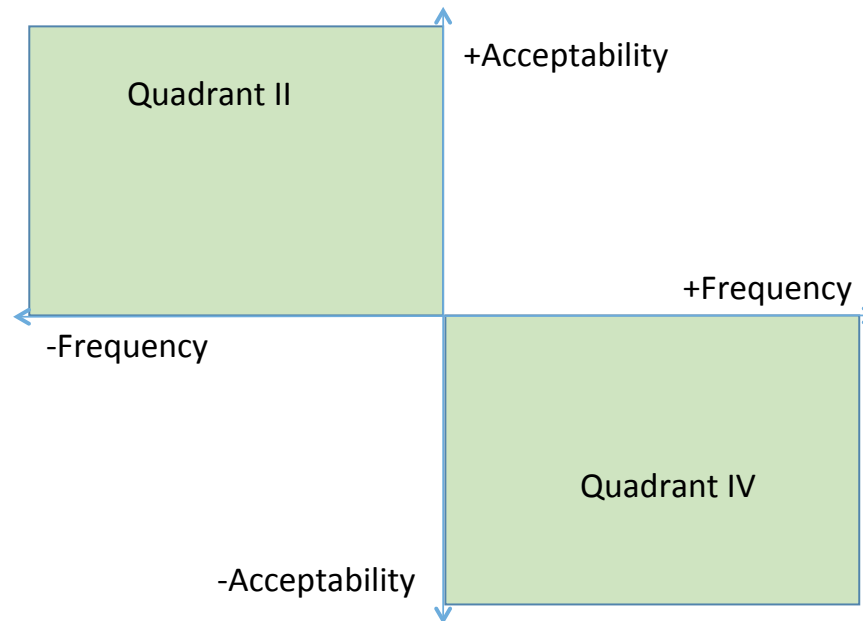 +Acceptability
Quadrant II
+Frequency
-Frequency
Quadrant IV
-Acceptability